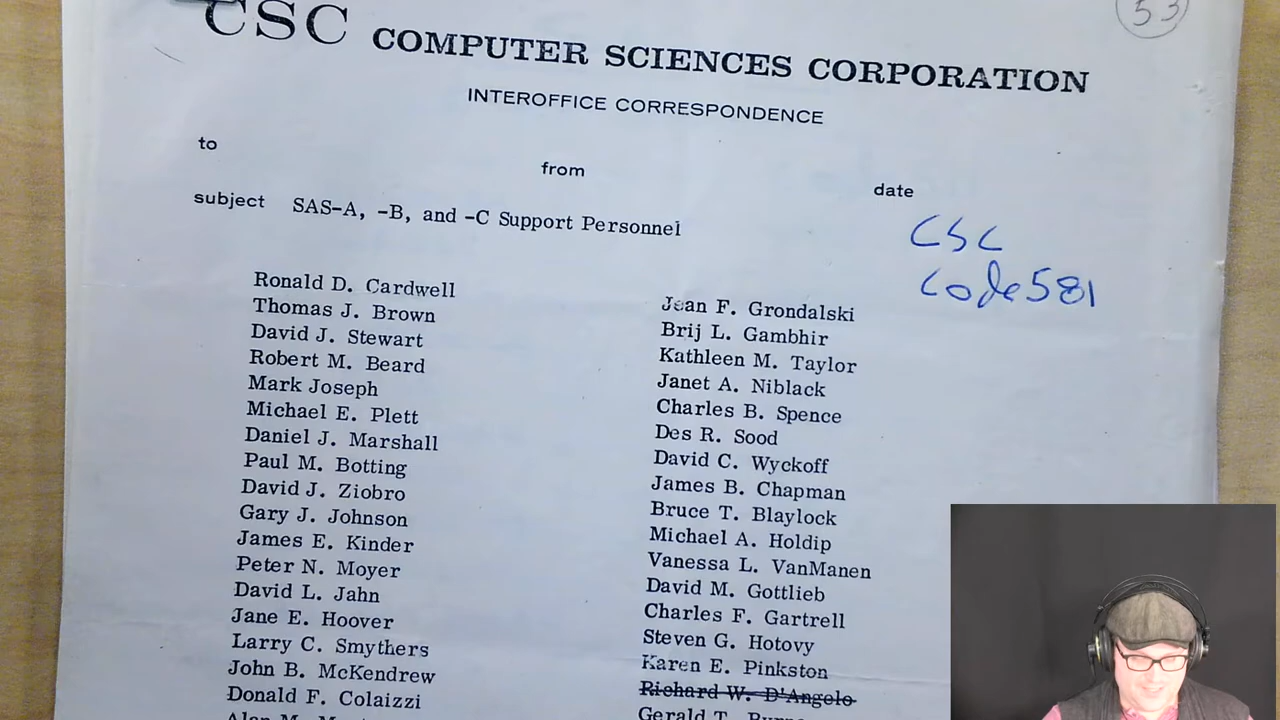 53
CSC COMPUTER SCIENCES CORPORATION
INTEROFFICE CORRESPONDENCE
to
from
date
subject SAS-A, -B, and -C Support Personnel
CSC
Code 581
Ronald D. Cardwell
Thomas J. Brown
David J. Stewart
Robert M. Beard
Mark Joseph
Michael E. Plett
Daniel J. Marshall
Paul M. Botting
David J. Ziobro
Gary J. Johnson
James E. Kinder
Peter N. Moyer
David L. Jahn
Jane E. Hoover
Larry C. Smythers
John B. McKendrew
Donald F. Colaizzi
Jean F. Grondalski
Brij L. Gambhir
Kathleen M. Taylor
Janet A. Niblack
Charles B. Spence
Des R. Sood
David C. Wyckoff
James B. Chapman
Bruce T. Blaylock
Michael A. Holdip
Vanessa L. VanManen
David M. Gottlieb
Charles F. Gartrell
Steven G. Hotovy
Karen E. Pinkston
Richard W. D'Angelo
Gerald T.